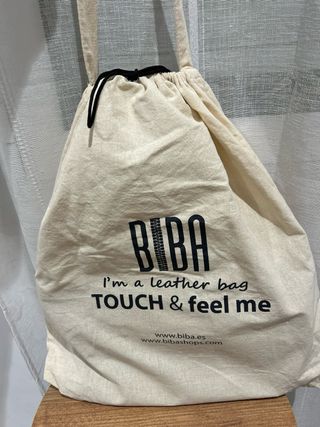 BIBA
I'm a leather bag
TOUCH & feel me
www.biba.es
www.bibashops.com